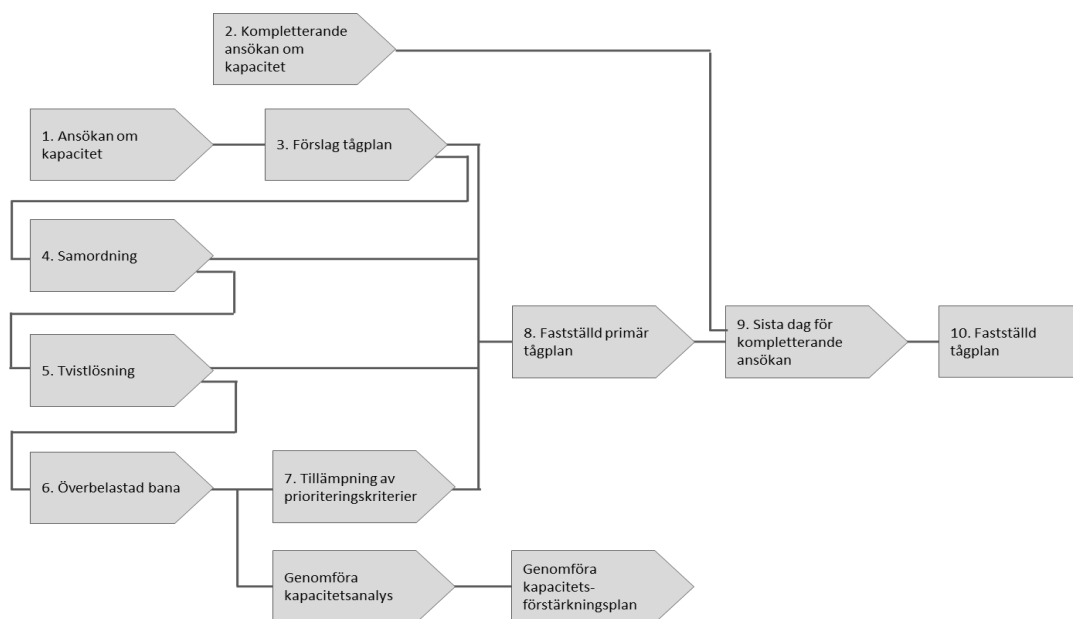 2. Kompletterande
ansökan om
kapacitet
1. Ansökan om
kapacitet
3. Förslag tågplan
4. Samordning
5. Tvistlösning
6. Överbelastad bana
7. Tillämpning av
prioriteringskriterier
8. Fastställd primär
tågplan
9. Sista dag för
kompletterande
ansökan
10. Fastställd
tågplan
Genomföra
kapacitetsanalys
Genomföra
kapacitets-
förstärkningsplan